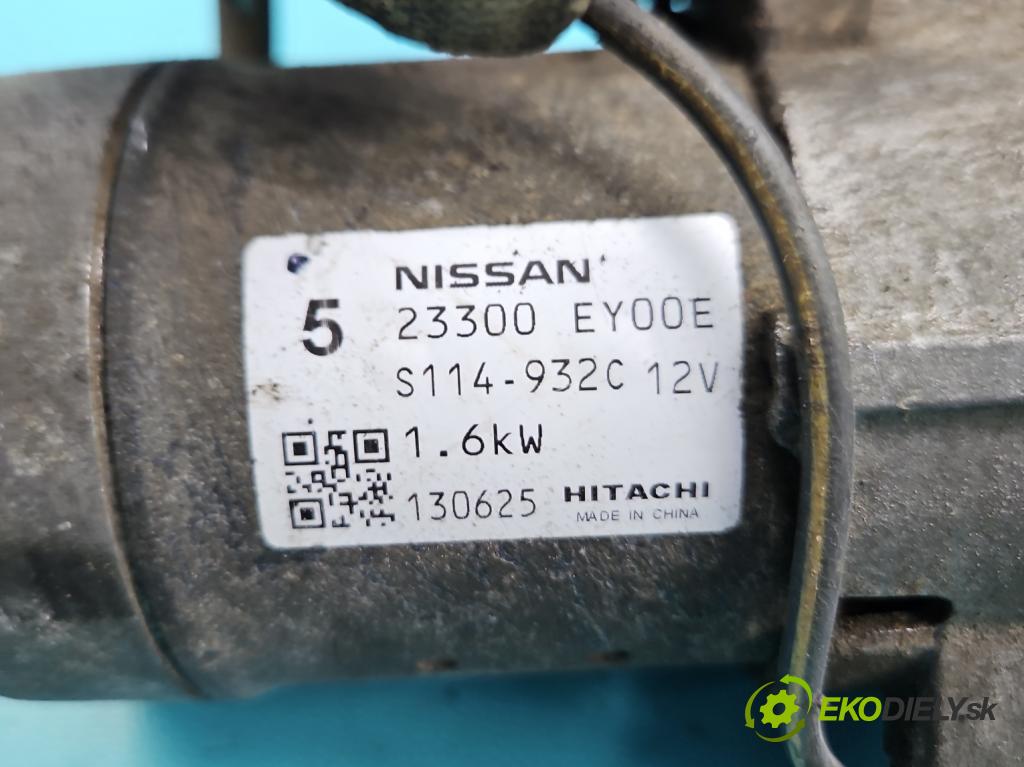 NISSAN
5 23300 EY00E
S114-932C 12V
1.6kW
130625 HITACHI
MADE IN CHINA
EKODIELY.sk